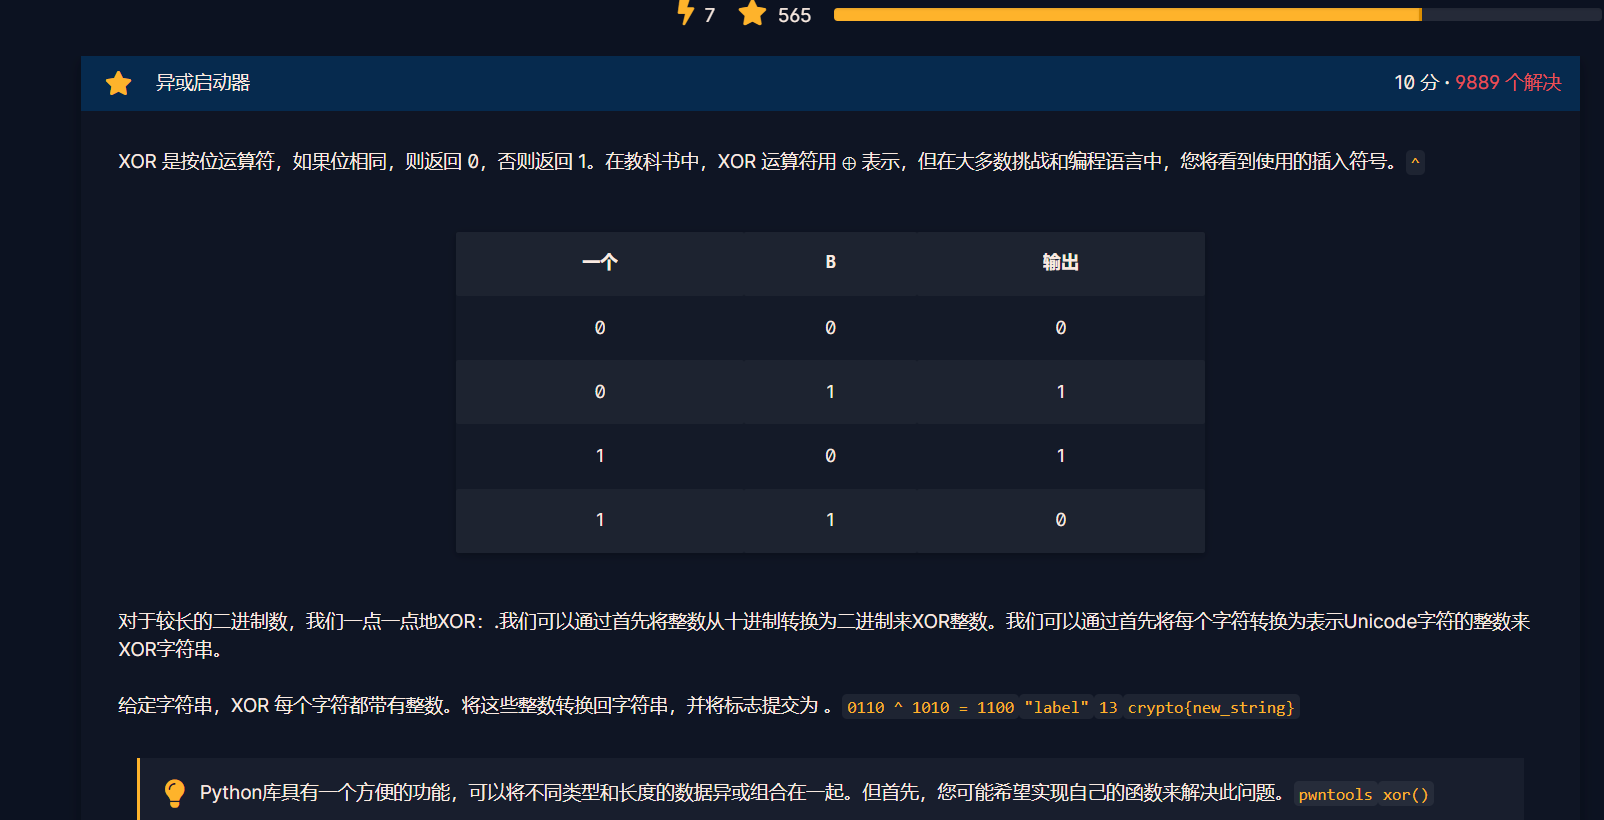 7 565
异或启动器 10 分 · 9889 个解决
XOR 是按位运算符，如果位相同，则返回 0，否则返回 1。在教科书中，XOR 运算符用 ⊕ 表示，但在大多数挑战和编程语言中，您将看到使用的插入符号。 ^
一个 B 输出
0 0 0
0 1 1
1 0 1
1 1 0
对于较长的二进制数，我们一点一点地XOR：.我们可以通过首先将整数从十进制转换为二进制来XOR整数。我们可以通过首先将每个字符转换为表示Unicode字符的整数来
XOR字符串。
给定字符串，XOR 每个字符都带有整数。将这些整数转换回字符串，并将标志提交为 。 0110 ^ 1010 = 1100 "label" 13 crypto{new_string}
Python库具有一个方便的功能，可以将不同类型和长度的数据异或组合在一起。但首先，您可能希望实现自己的函数来解决此问题。 pwntools xor()